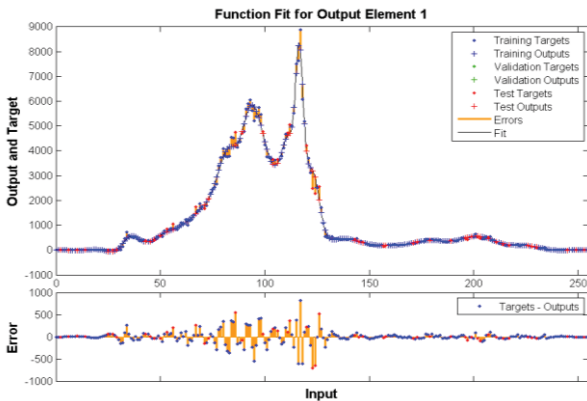 Function Fit for Output Element 1
9000
8000
7000
6000
5000
4000
3000
2000
1000
0
-1000
Output and Target
Training Targets
Training Outputs
Validation Targets
Validation Outputs
Test Targets
Test Outputs
Errors
Fit
0 50 100 150 200 250
1000
500
0
-500
-1000
Error
Targets - Outputs
Input